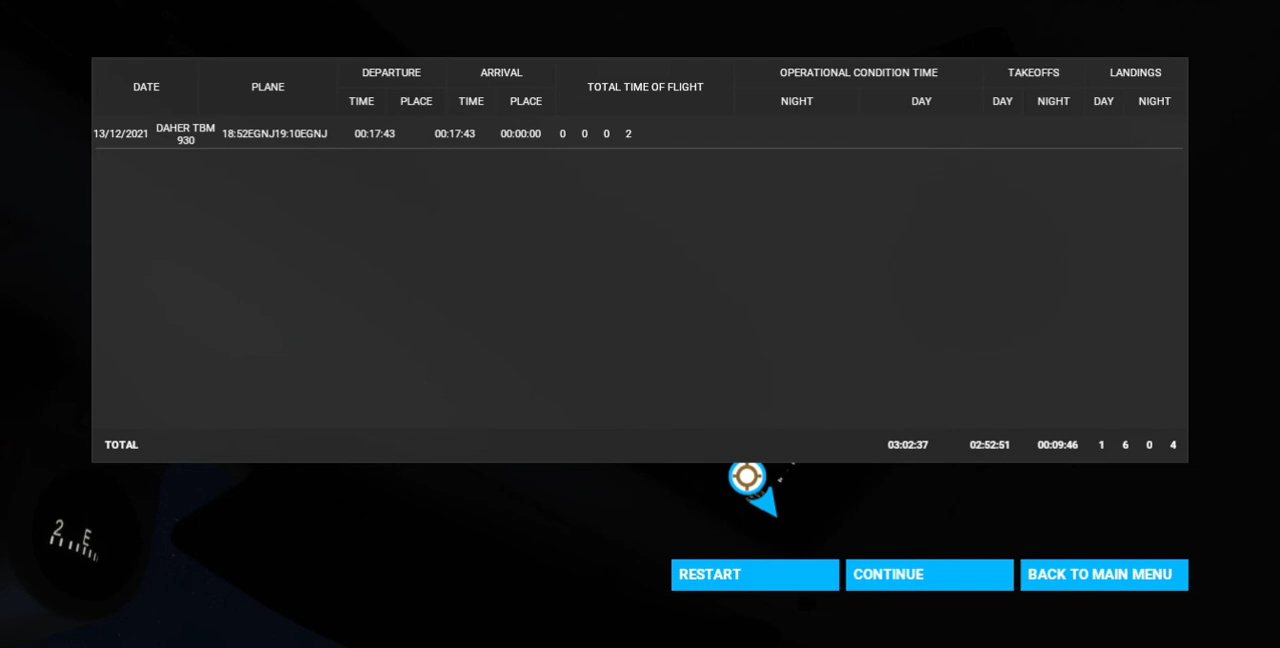 DATE PLANE DEPARTURE ARRIVAL TOTAL TIME OF FLIGHT OPERATIONAL CONDITION TIME TAKEOFFS LANDINGS
TIME PLACE TIME PLACE NIGHT DAY DAY NIGHT DAY NIGHT
13/12/2021 DAHER TBM 18:52EGNJ19:10EGNJ 00:17:43 00:17:43 00:00:00 0 0 0 2
930
TOTAL 03:02:37 02:52:51 00:09:46 1 6 0 4
2 E
RESTART CONTINUE BACK TO MAIN MENU